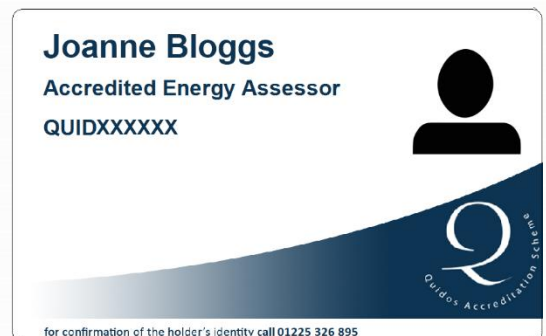 Joanne Bloggs
Accredited Energy Assessor
QUIDXXXXXX
Q
Quidos Accreditation Scheme
for confirmation of the holder's identity call 01225 326 895